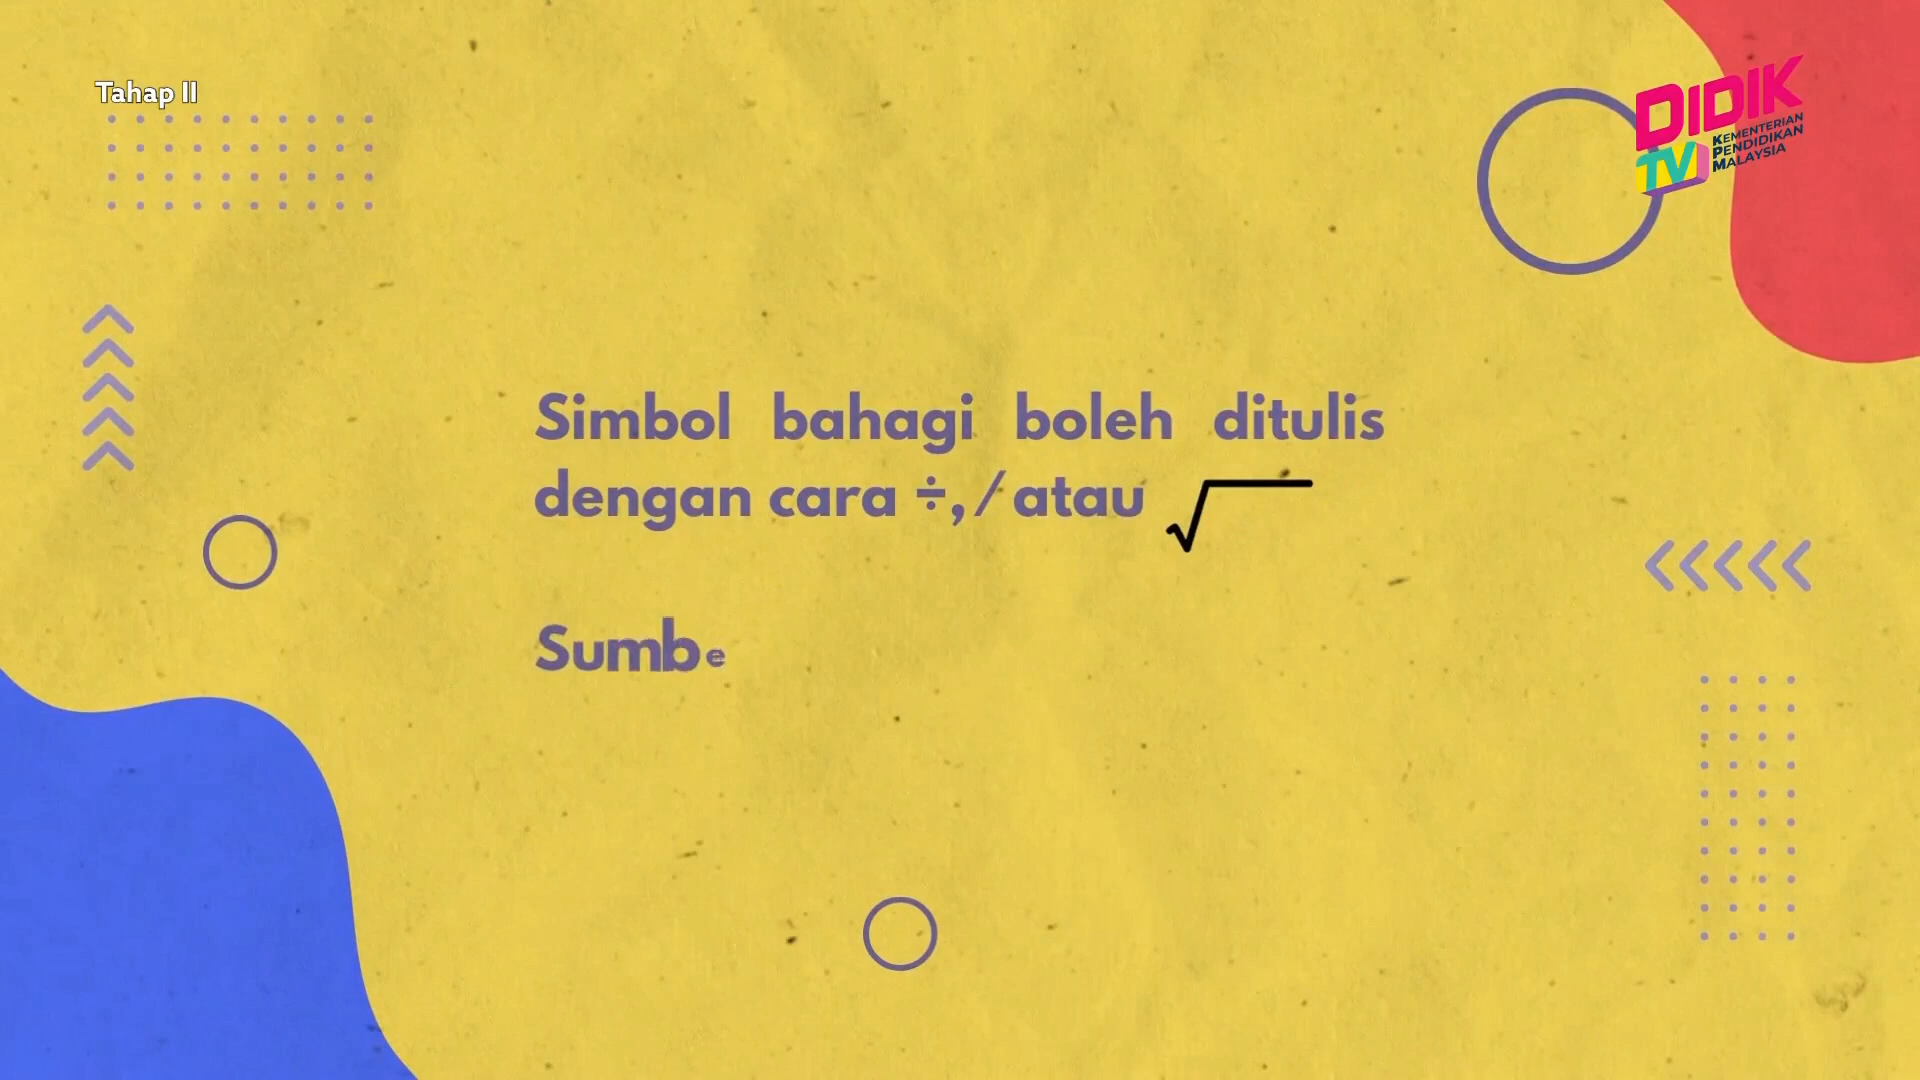 Tahap II
DIDIK
TV
KEMENTERIAN
PENDIDIKAN
MALAYSIA
Simbol bahagi boleh ditulis
dengan cara ÷, / atau √
Sumbe